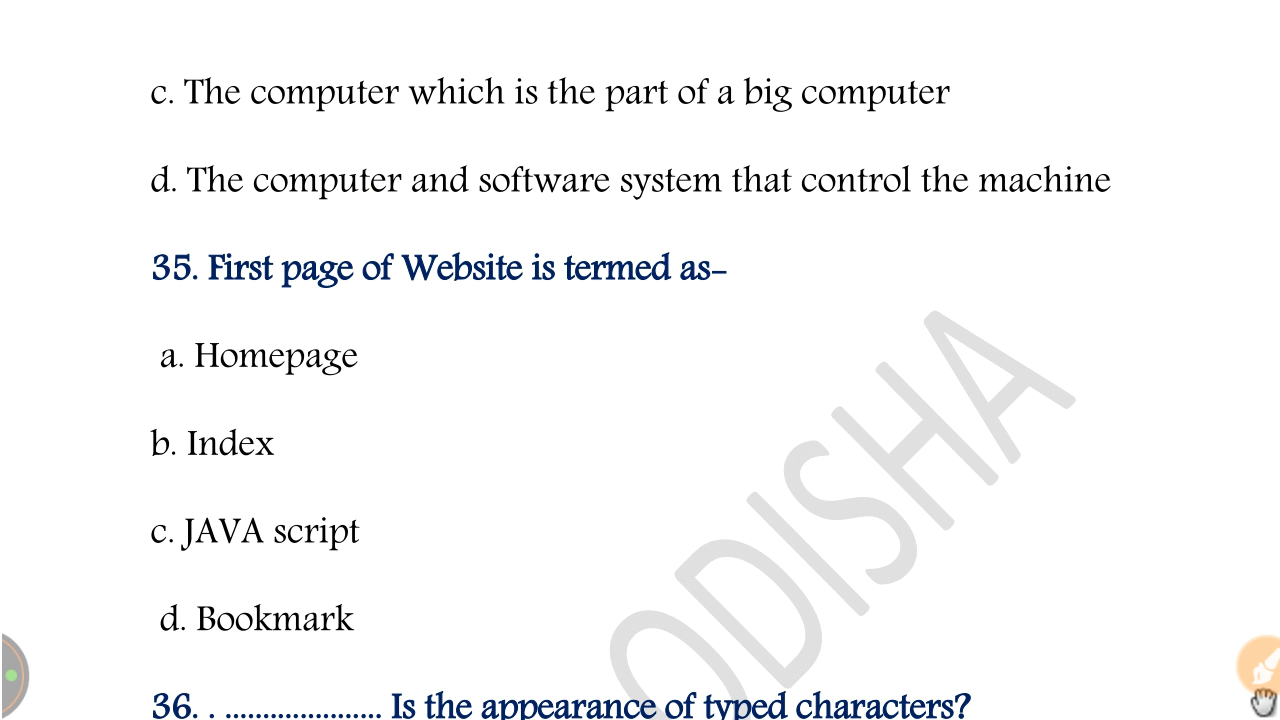 c. The computer which is the part of a big computer
d. The computer and software system that control the machine
35. First page of Website is termed as-
a. Homepage
b. Index
c. JAVA script
d. Bookmark
36. . ..................... Is the appearance of typed characters?
ODISHA